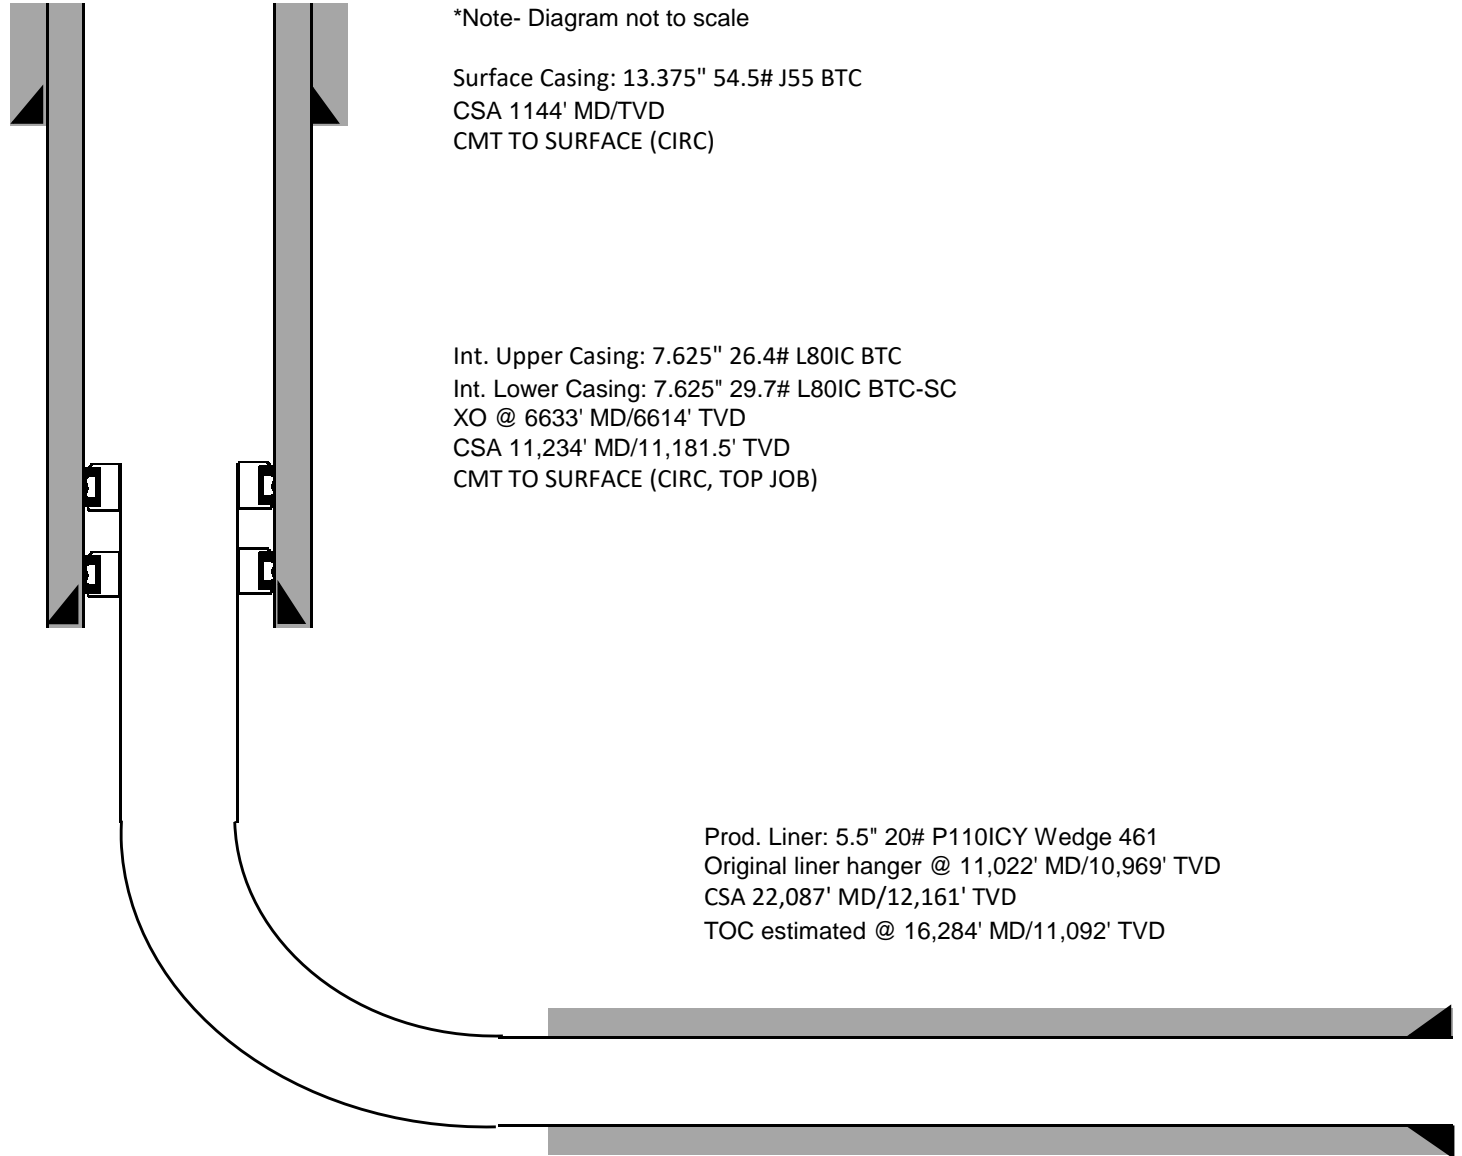 *Note- Diagram not to scale
Surface Casing: 13.375" 54.5# J55 BTC
CSA 1144' MD/TVD
CMT TO SURFACE (CIRC)
Int. Upper Casing: 7.625" 26.4# L80IC BTC
Int. Lower Casing: 7.625" 29.7# L80IC BTC-SC
XO @ 6633' MD/6614' TVD
CSA 11,234' MD/11,181.5' TVD
CMT TO SURFACE (CIRC, TOP JOB)
Prod. Liner: 5.5" 20# P110ICY Wedge 461
Original liner hanger @ 11,022' MD/10,969' TVD
CSA 22,087' MD/12,161' TVD
TOC estimated @ 16,284' MD/11,092' TVD